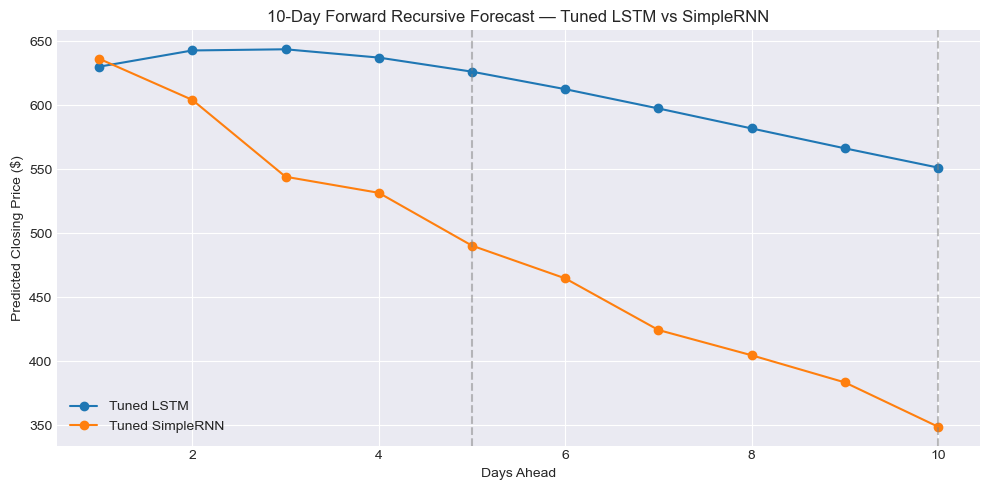 10-Day Forward Recursive Forecast — Tuned LSTM vs SimpleRNN
Predicted Closing Price ($)
650
600
550
500
450
400
350
Tuned LSTM
Tuned SimpleRNN
2 4 6 8 10
Days Ahead